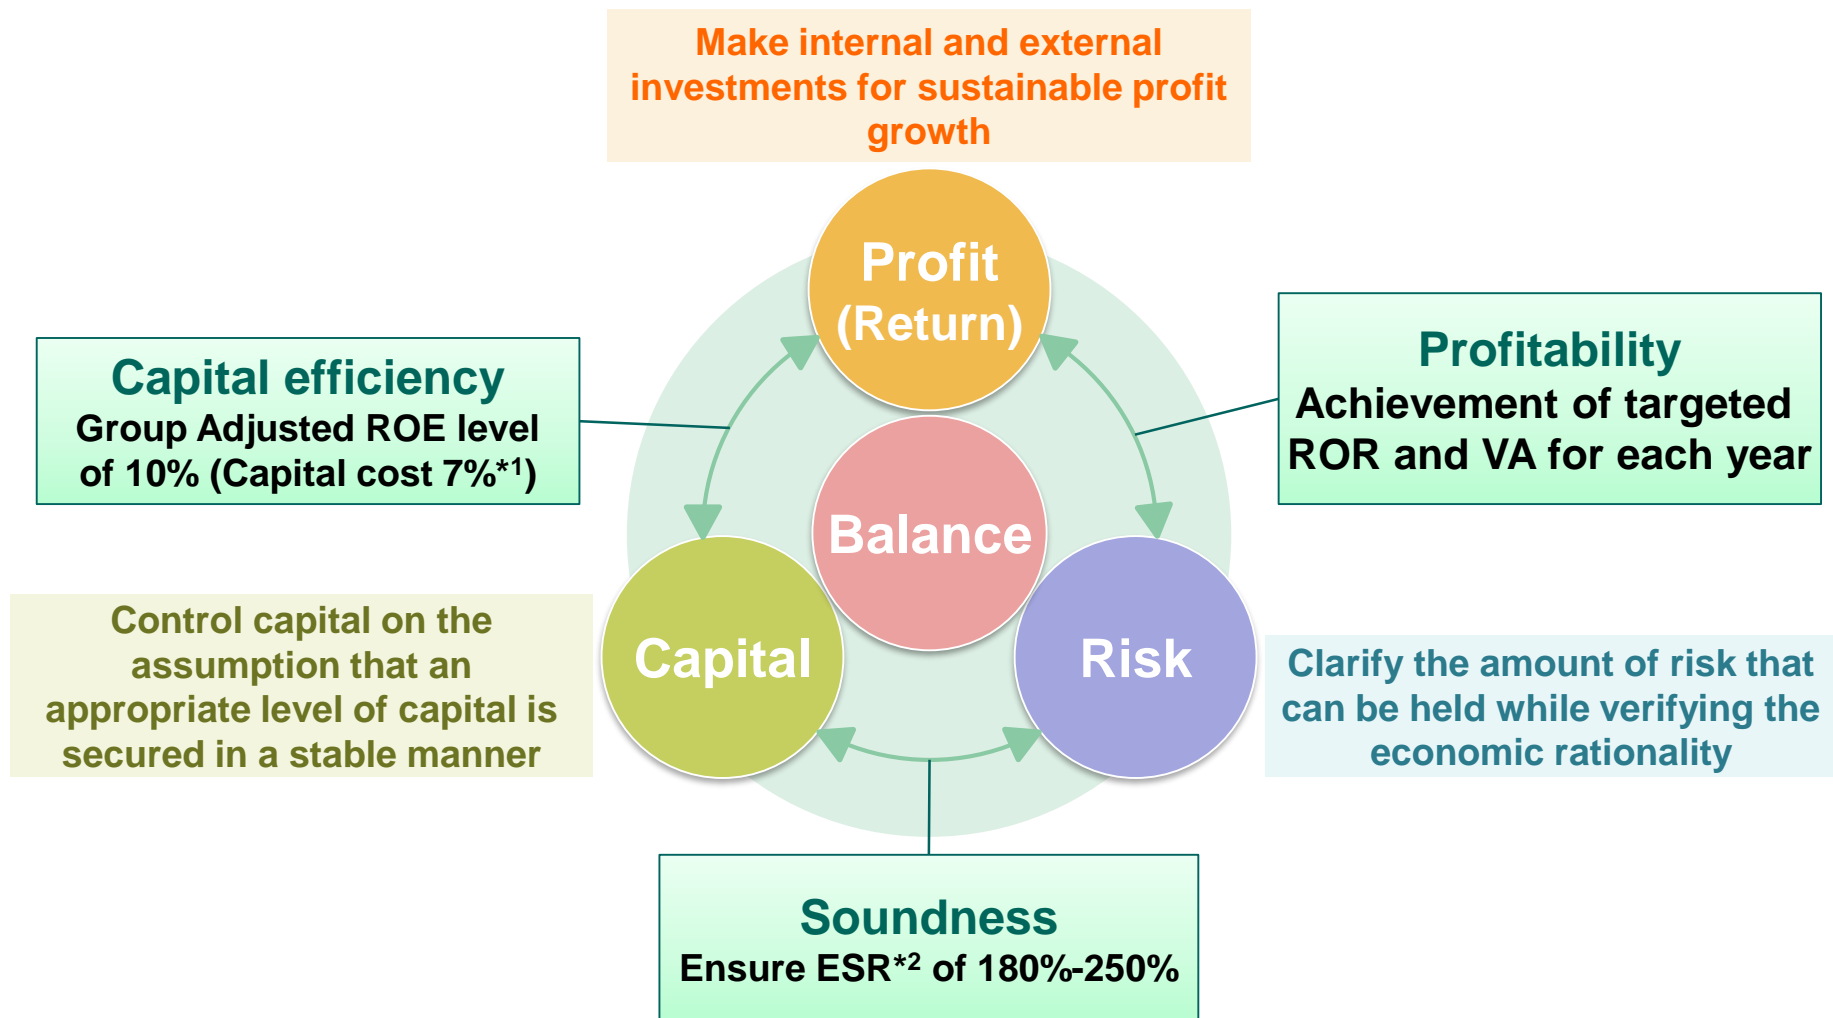 Make internal and external
investments for sustainable profit
growth
Profit
(Return)
Capital efficiency
Group Adjusted ROE level
of 10% (Capital cost 7%*1)
Profitability
Achievement of targeted
ROR and VA for each year
Balance
Capital
Risk
Control capital on the
assumption that an
appropriate level of capital is
secured in a stable manner
Clarify the amount of risk that
can be held while verifying the
economic rationality
Soundness
Ensure ESR*2 of 180%-250%